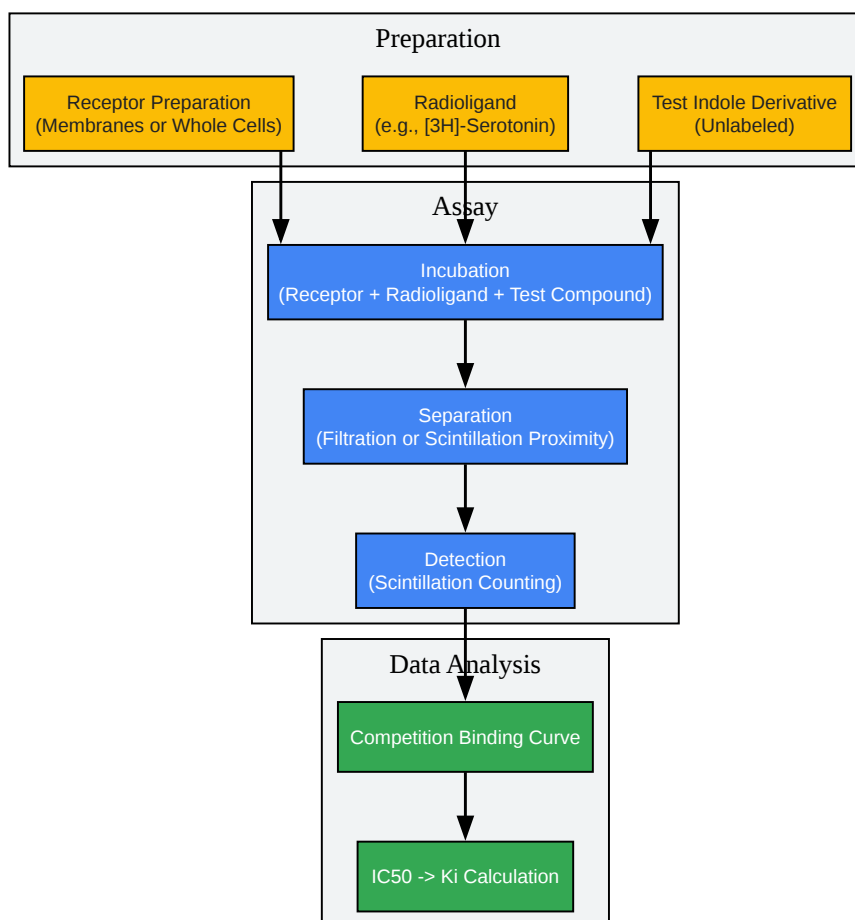 Preparation
Receptor Preparation
(Membranes or Whole Cells)
Radioligand
(e.g., [3H]-Serotonin)
Test Indole Derivative
(Unlabeled)
Assay
Incubation
(Receptor + Radioligand + Test Compound)
Separation
(Filtration or Scintillation Proximity)
Detection
(Scintillation Counting)
Data Analysis
Competition Binding Curve
IC50 -> Ki Calculation